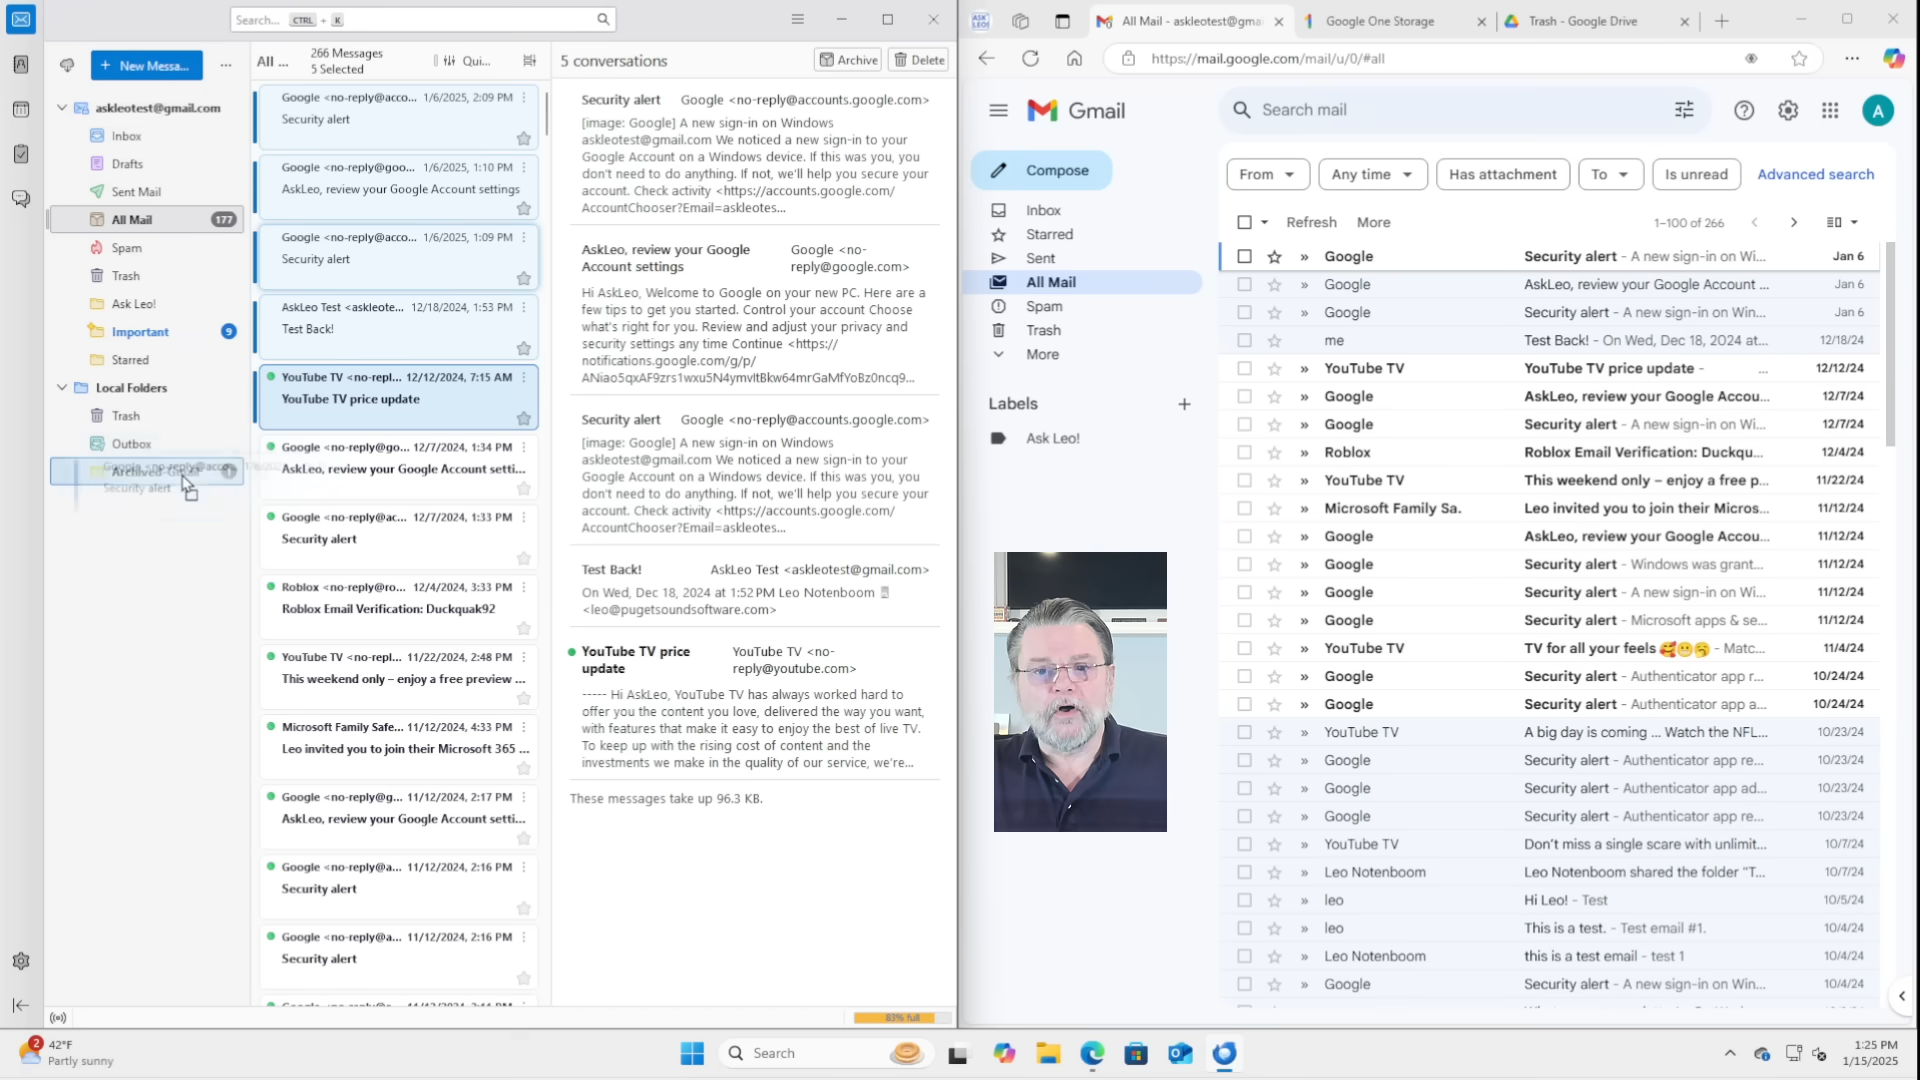 Search... CTRL + K
New Messa...
askleotest@gmail.com
Inbox
Drafts
Sent Mail
All Mail 177
Spam
Trash
Ask Leo!
Important 9
Starred
Local Folders
Trash
Outbox
Security alert
All ... 266 Messages
5 Selected
Qui...
Google <no-reply@acco... 1/6/2025, 2:09 PM
Security alert
Google <no-reply@goo... 1/6/2025, 1:10 PM
AskLeo, review your Google Account settings
Google <no-reply@acco... 1/6/2025, 1:09 PM
Security alert
AskLeo Test <askleote... 12/18/2024, 1:53 PM
Test Back!
YouTube TV <no-repl... 12/12/2024, 7:15 AM
YouTube TV price update
Google <no-reply@go... 12/7/2024, 1:34 PM
AskLeo, review your Google Account setti...
Google <no-reply@ac... 12/7/2024, 1:33 PM
Security alert
Roblox <no-reply@ro... 12/4/2024, 3:33 PM
Roblox Email Verification: Duckquak92
YouTube TV <no-repl... 11/22/2024, 2:48 PM
This weekend only – enjoy a free preview ...
Microsoft Family Safe... 11/12/2024, 4:33 PM
Leo invited you to join their Microsoft 365 ...
Google <no-reply@g... 11/12/2024, 2:17 PM
AskLeo, review your Google Account setti...
Google <no-reply@a... 11/12/2024, 2:16 PM
Security alert
Google <no-reply@a... 11/12/2024, 2:16 PM
Security alert
5 conversations Archive Delete
Security alert Google <no-reply@accounts.google.com>
[image: Google] A new sign-in on Windows
askleotest@gmail.com We noticed a new sign-in to your
Google Account on a Windows device. If this was you, you
don't need to do anything. If not, we'll help you secure your
account. Check activity <https://accounts.google.com/
AccountChooser?Email=askleotes...
AskLeo, review your Google Google <no-
Account settings reply@google.com>
Hi AskLeo, Welcome to Google on your new PC. Here are a
few tips to get you started. Control your account Choose
what's right for you. Review and adjust your privacy and
security settings any time Continue <https://
notifications.google.com/g/p/
Security alert Google <no-reply@accounts.google.com>
[image: Google] A new sign-in on Windows
askleotest@gmail.com We noticed a new sign-in to your
Google Account on a Windows device. If this was you, you
don't need to do anything. If not, we'll help you secure your
account. Check activity <https://accounts.google.com/
AccountChooser?Email=askleotes...
Test Back! AskLeo Test <askleotest@gmail.com>
On Wed, Dec 18, 2024 at 1:52 PM Leo Notenboom
<leo@pugetsoundsoftware.com>
YouTube TV price YouTube TV <no-
update reply@youtube.com>
----- Hi AskLeo, YouTube TV has always worked hard to
offer you the content you love, delivered the way you want,
with features that make it easy to enjoy the best of live TV.
To keep up with the rising cost of content and the
investments we make in the quality of our service, we're...
These messages take up 96.3 KB.
83% full
ASK LEO!
All Mail - askleotest@gmai
Google One Storage
Trash - Google Drive
https://mail.google.com/mail/u/0/#all
Gmail
Search mail
A
Compose
Inbox
Starred
Sent
All Mail
Spam
Trash
More
Labels
Ask Leo!
From Any time Has attachment To Is unread Advanced search
Refresh More 1–100 of 266
Google Security alert - A new sign-in on Wi... Jan 6
Google AskLeo, review your Google Account ... Jan 6
Google Security alert - A new sign-in on Win... Jan 6
me Test Back! - On Wed, Dec 18, 2024 at... 12/18/24
YouTube TV YouTube TV price update - ... 12/12/24
Google AskLeo, review your Google Accou... 12/7/24
Google Security alert - A new sign-in on Wi... 12/7/24
Roblox Roblox Email Verification: Duckqu... 12/4/24
YouTube TV This weekend only – enjoy a free p... 11/22/24
Microsoft Family Sa. Leo invited you to join their Micros... 11/12/24
Google AskLeo, review your Google Accou... 11/12/24
Google Security alert - Windows was grant... 11/12/24
Google Security alert - A new sign-in on Wi... 11/12/24
Google Security alert - Microsoft apps & se... 11/12/24
YouTube TV TV for all your feels 🥰😬🥱 - Matc... 11/4/24
Google Security alert - Authenticator app r... 10/24/24
Google Security alert - Authenticator app a... 10/24/24
YouTube TV A big day is coming ... Watch the NFL... 10/23/24
Google Security alert - Authenticator app re... 10/23/24
Google Security alert - Authenticator app ad... 10/23/24
Google Security alert - Authenticator app re... 10/23/24
YouTube TV Don't miss a single scare with unlimit... 10/7/24
Leo Notenboom Leo Notenboom shared the folder "T... 10/7/24
leo Hi Leo! - Test 10/5/24
leo This is a test. - Test email #1. 10/4/24
Leo Notenboom this is a test email - test 1 10/4/24
Google Security alert - A new sign-in on Win... 10/4/24
2
42°F
Partly sunny
Search
1:25 PM
1/15/2025